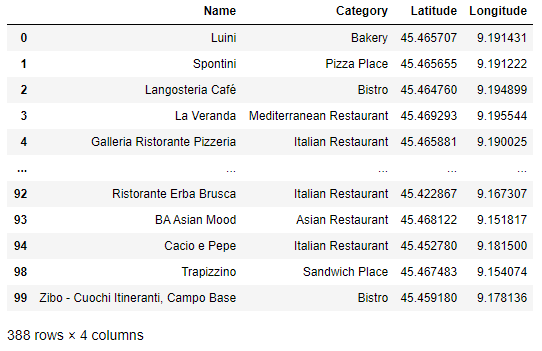 Name Category Latitude Longitude
0 Luini Bakery 45.465707 9.191431
1 Spontini Pizza Place 45.465655 9.191222
2 Langosteria Café Bistro 45.464760 9.194899
3 La Veranda Mediterranean Restaurant 45.469293 9.195544
4 Galleria Ristorante Pizzeria Italian Restaurant 45.465881 9.190025
... ... ... ... ...
92 Ristorante Erba Brusca Italian Restaurant 45.422867 9.167307
93 BA Asian Mood Asian Restaurant 45.468122 9.151817
94 Cacio e Pepe Italian Restaurant 45.452780 9.181500
98 Trapizzino Sandwich Place 45.467483 9.154074
99 Zibo - Cuochi Itineranti, Campo Base Bistro 45.459180 9.178136
388 rows × 4 columns